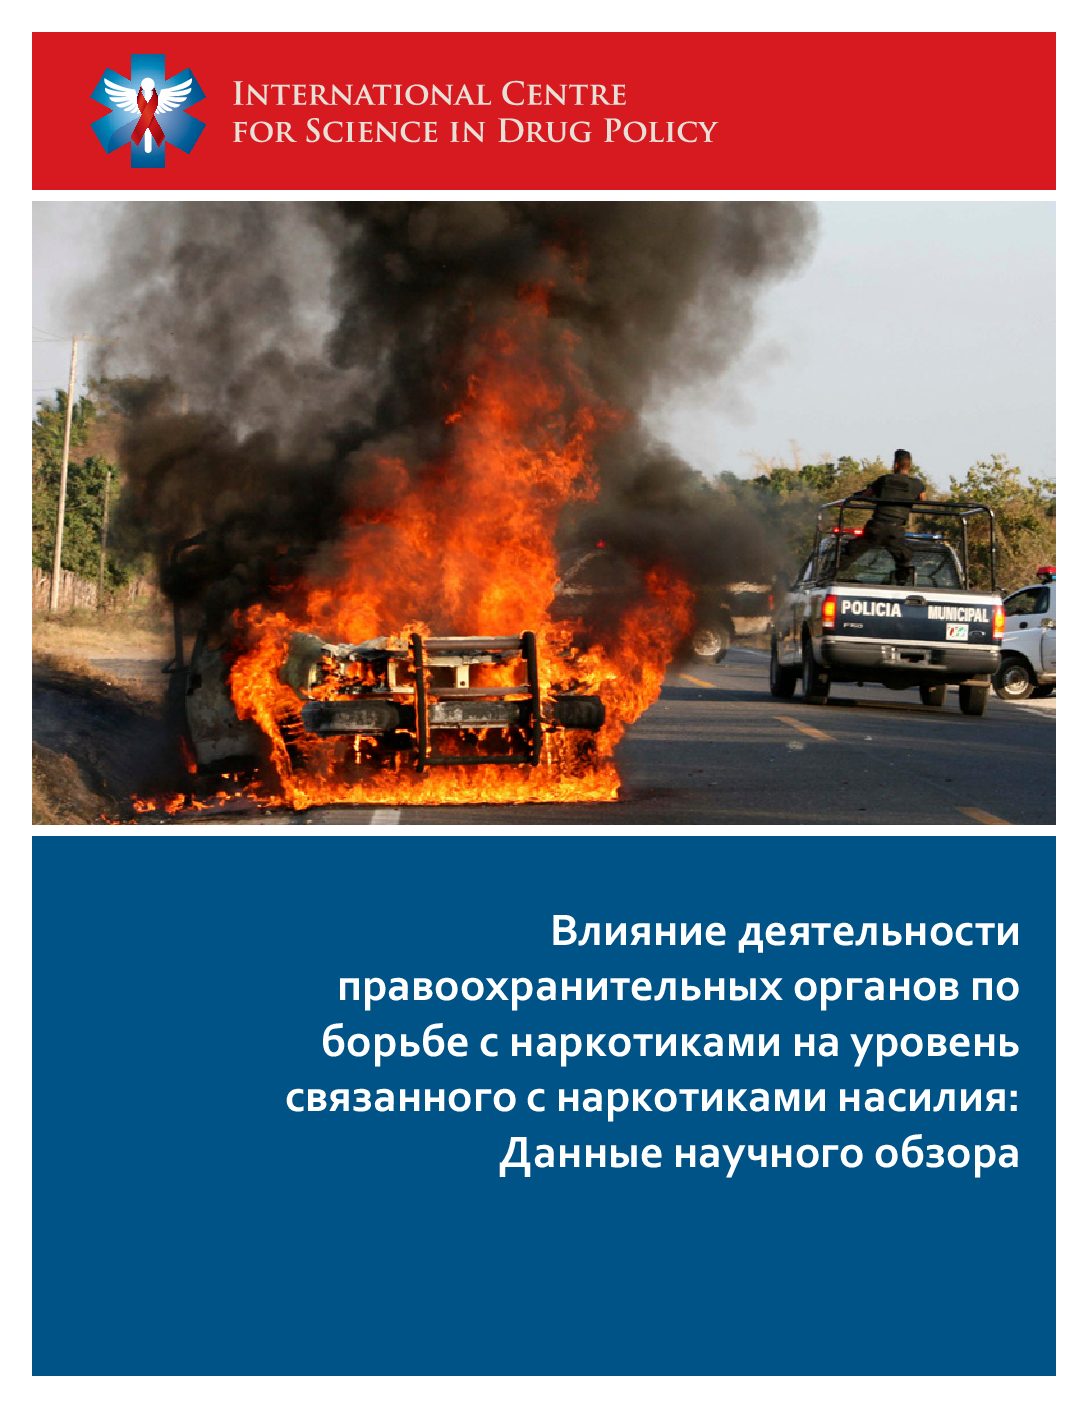 International Centre
for Science in Drug Policy
POLICIA MUNICIPAL
Влияние деятельности
правоохранительных органов по
борьбе с наркотиками на уровень
связанного с наркотиками насилия:
Данные научного обзора